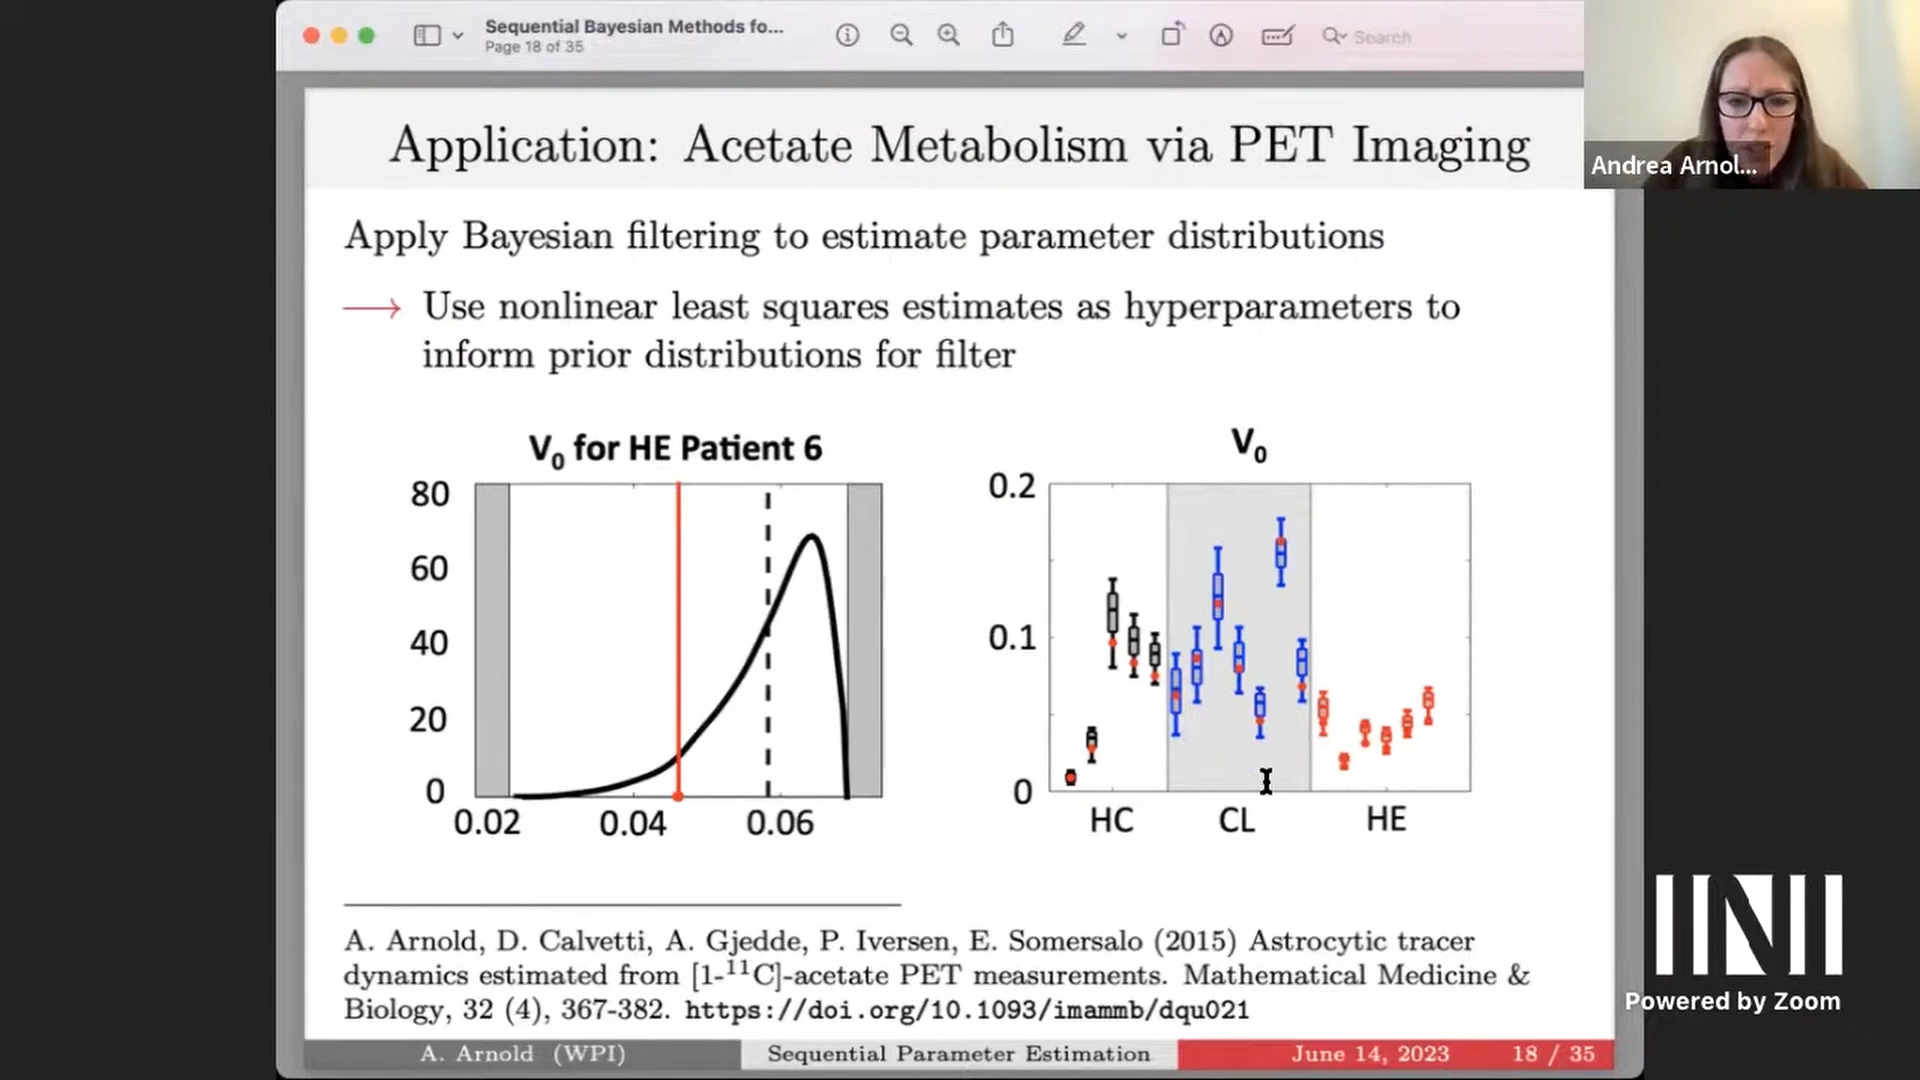 Sequential Bayesian Methods fo...
Page 18 of 35
Search
Andrea Arnol...
Application: Acetate Metabolism via PET Imaging
Apply Bayesian filtering to estimate parameter distributions
⟶ Use nonlinear least squares estimates as hyperparameters to
inform prior distributions for filter
V₀ for HE Patient 6
80
60
40
20
0
0.02 0.04 0.06
V₀
0.2
0.1
0
HC CL HE
A. Arnold, D. Calvetti, A. Gjedde, P. Iversen, E. Somersalo (2015) Astrocytic tracer
dynamics estimated from [1-¹¹C]-acetate PET measurements. Mathematical Medicine &
Biology, 32 (4), 367-382. https://doi.org/10.1093/imammb/dqu021
A. Arnold (WPI) Sequential Parameter Estimation June 14, 2023 18 / 35
INI
Powered by Zoom